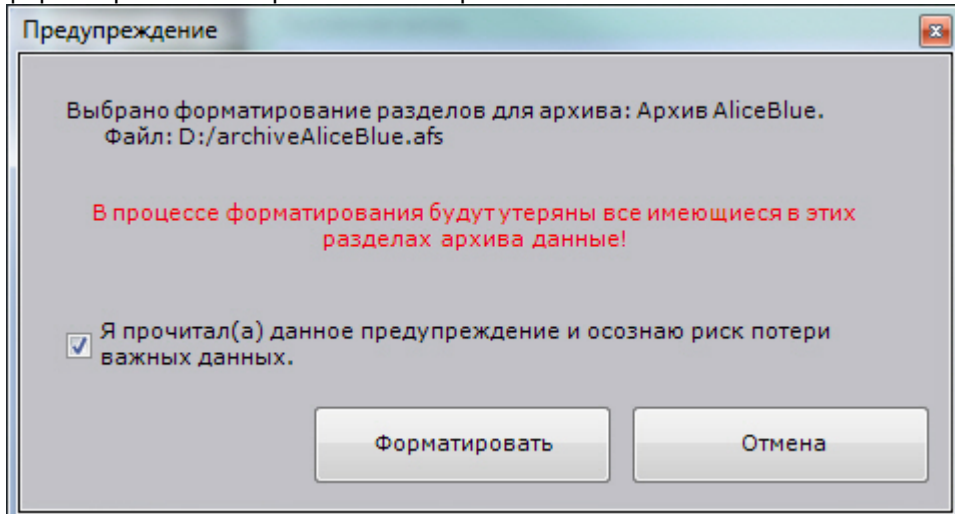 Предупреждение
Выбрано форматирование разделов для архива: Архив AliceBlue.
Файл: D:/archiveAliceBlue.afs
В процессе форматирования будут утеряны все имеющиеся в этих
разделах архива данные!
Я прочитал(а) данное предупреждение и осознаю риск потери
важных данных.
Форматировать
Отмена